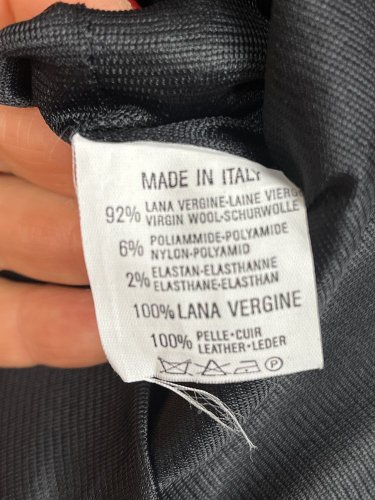 MADE IN ITALY
92% LANA VERGINE-LAINE VIERGE
VIRGIN WOOL-SCHURWOLLE
6% POLIAMMIDE-POLYAMIDE
NYLON-POLYAMID
2% ELASTAN-ELASTHANNE
ELASTHANE-ELASTHAN
100% LANA VERGINE
100% PELLE-CUIR
LEATHER-LEDER
P